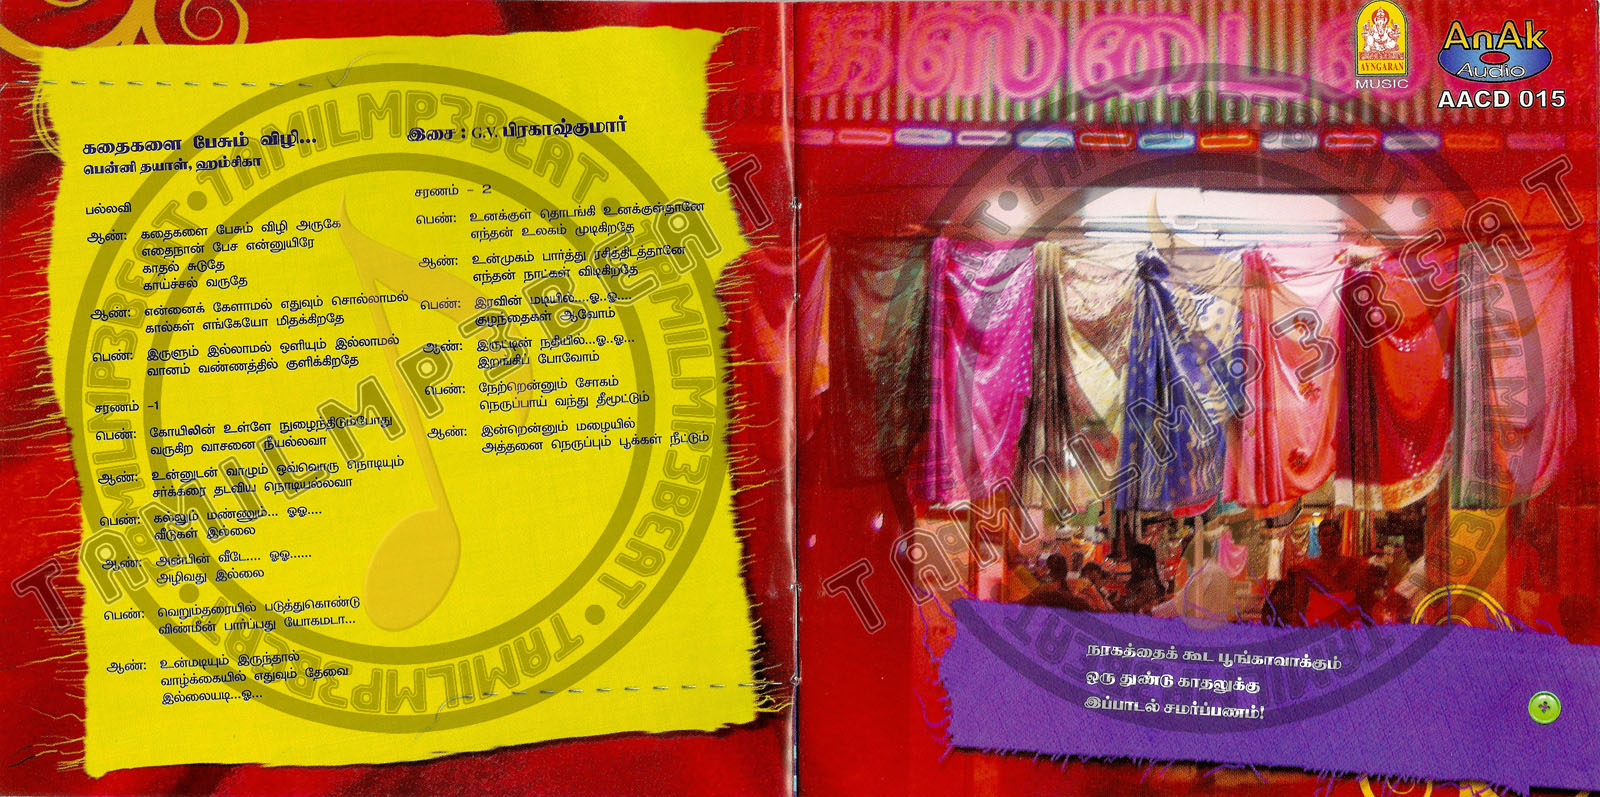 கதைகளை பேசும் விழி...
பென்னி தயாள், ஹம்சிகா
இசை : G.V. பிரகாஷ்குமார்
பல்லவி
ஆண்: கதைகளை பேசும் விழி அருகே
எதைநான் பேச என்னுயிரே
காதல் சுடுதே
காய்ச்சல் வருதே
ஆண்: என்னைக் கேளாமல் எதுவும் சொல்லாமல்
கால்கள் எங்கேயோ மிதக்கிறதே
பெண்: இருளும் இல்லாமல் ஒளியும் இல்லாமல்
வானம் வண்ணத்தில் குளிக்கிறதே
சரணம் -1
பெண்: கோயிலின் உள்ளே நுழைந்திடும்போது
வருகிற வாசனை நீயல்லவா
ஆண்: உன்னுடன் வாழும் ஒவ்வொரு நொடியும்
சர்க்கரை தடவிய நொடியல்லவா
பெண்: கல்லும் மண்ணும்... ஓஓ....
வீடுகள் இல்லை
ஆண்: அன்பின் வீடே.... ஓஓ......
அழிவது இல்லை
பெண்: வெறும்தரையில் படுத்துகொண்டு
விண்மீன் பார்ப்பது யோகமடா...
ஆண்: உன்மடியும் இருந்தால்
வாழ்க்கையில் எதுவும் தேவை
இல்லையடி...ஓ...
சரணம் - 2
பெண்: உனக்குள் தொடங்கி உனக்குள்தானே
எந்தன் உலகம் முடிகிறதே
ஆண்: உன்முகம் பார்த்து ரசித்திடத்தானே
எந்தன் நாட்கள் விடிகிறதே
பெண்: இரவின் மடியில்....ஓ..ஓ....
குழந்தைகள் ஆவோம்
ஆண்: இருட்டின் நதியில்...ஓ..ஓ...
இறங்கிப் போவோம்
பெண்: நேற்றென்னும் சோகம்
நெருப்பாய் வந்து தீமூட்டும்
ஆண்: இன்றென்னும் மழையில்
அத்தனை நெருப்பும் பூக்கள் நீட்டும்
AYNGARAN
MUSIC
AnAk
Audio
AACD 015
நரகத்தைக் கூட பூங்காவாக்கும்
ஒரு துண்டு காதலுக்கு
இப்பாடல் சமர்ப்பணம்!
TAMILMP3BEAT
TAMILMP3BEAT